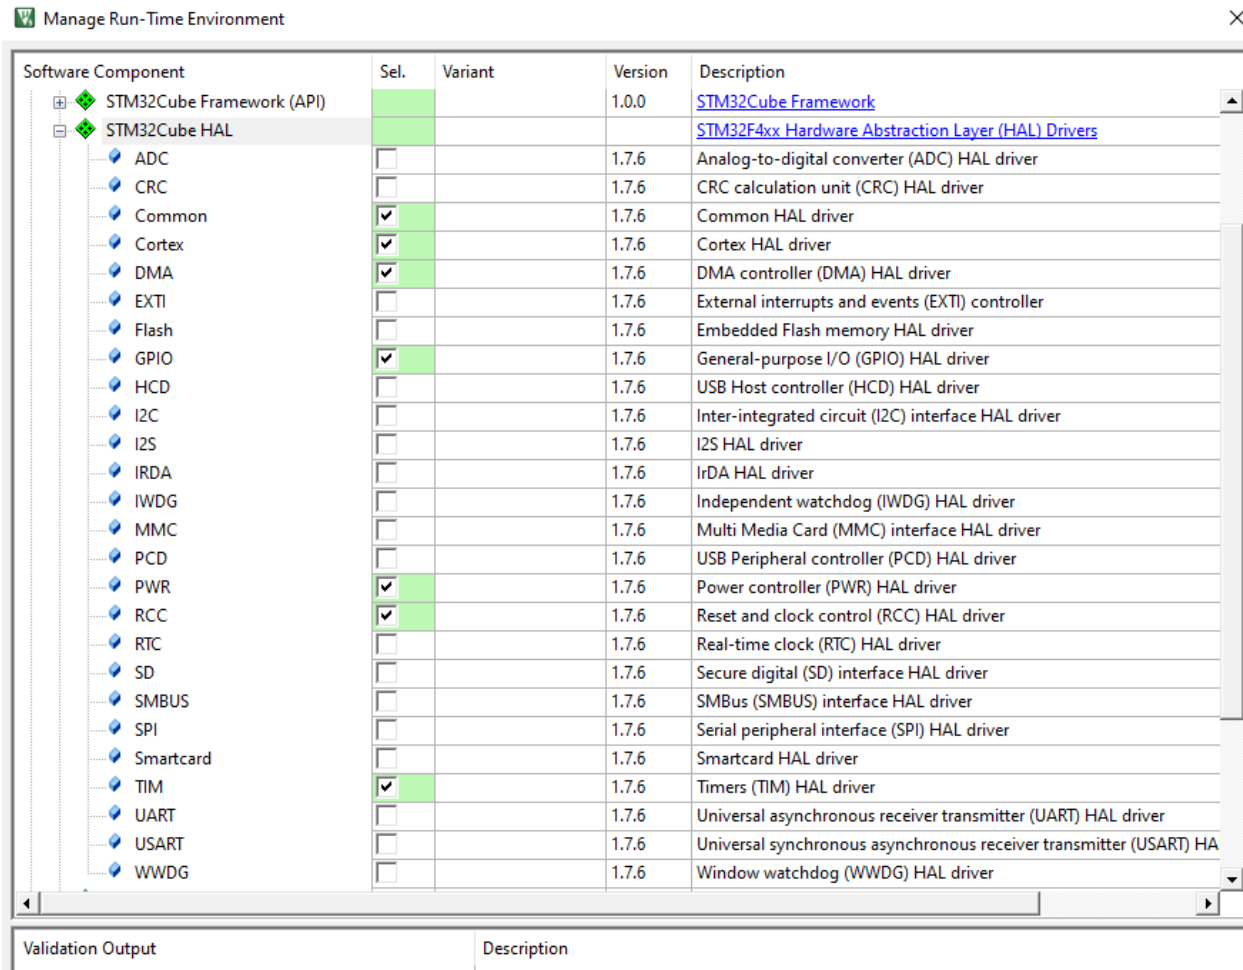 Manage Run-Time Environment
Software Component Sel. Variant Version Description
STM32Cube Framework (API) 1.0.0 STM32Cube Framework
STM32Cube HAL STM32F4xx Hardware Abstraction Layer (HAL) Drivers
ADC 1.7.6 Analog-to-digital converter (ADC) HAL driver
CRC 1.7.6 CRC calculation unit (CRC) HAL driver
Common 1.7.6 Common HAL driver
Cortex 1.7.6 Cortex HAL driver
DMA 1.7.6 DMA controller (DMA) HAL driver
EXTI 1.7.6 External interrupts and events (EXTI) controller
Flash 1.7.6 Embedded Flash memory HAL driver
GPIO 1.7.6 General-purpose I/O (GPIO) HAL driver
HCD 1.7.6 USB Host controller (HCD) HAL driver
I2C 1.7.6 Inter-integrated circuit (I2C) interface HAL driver
I2S 1.7.6 I2S HAL driver
IRDA 1.7.6 IrDA HAL driver
IWDG 1.7.6 Independent watchdog (IWDG) HAL driver
MMC 1.7.6 Multi Media Card (MMC) interface HAL driver
PCD 1.7.6 USB Peripheral controller (PCD) HAL driver
PWR 1.7.6 Power controller (PWR) HAL driver
RCC 1.7.6 Reset and clock control (RCC) HAL driver
RTC 1.7.6 Real-time clock (RTC) HAL driver
SD 1.7.6 Secure digital (SD) interface HAL driver
SMBUS 1.7.6 SMBus (SMBUS) interface HAL driver
SPI 1.7.6 Serial peripheral interface (SPI) HAL driver
Smartcard 1.7.6 Smartcard HAL driver
TIM 1.7.6 Timers (TIM) HAL driver
UART 1.7.6 Universal asynchronous receiver transmitter (UART) HAL driver
USART 1.7.6 Universal synchronous asynchronous receiver transmitter (USART) HA
WWDG 1.7.6 Window watchdog (WWDG) HAL driver
Validation Output Description